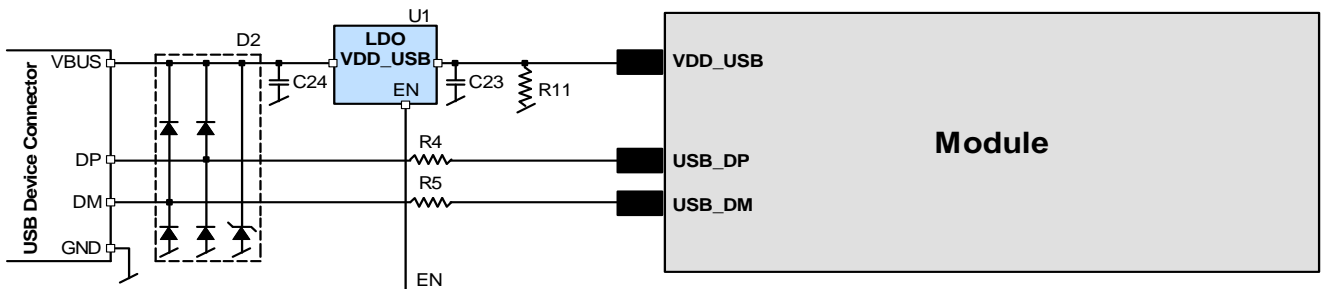 U1
D2
LDO
VDD_USB
EN
VBUS
C24
C23
R11
VDD_USB
Module
USB Device Connector
DP
R4
USB_DP
DM
R5
USB_DM
GND
EN